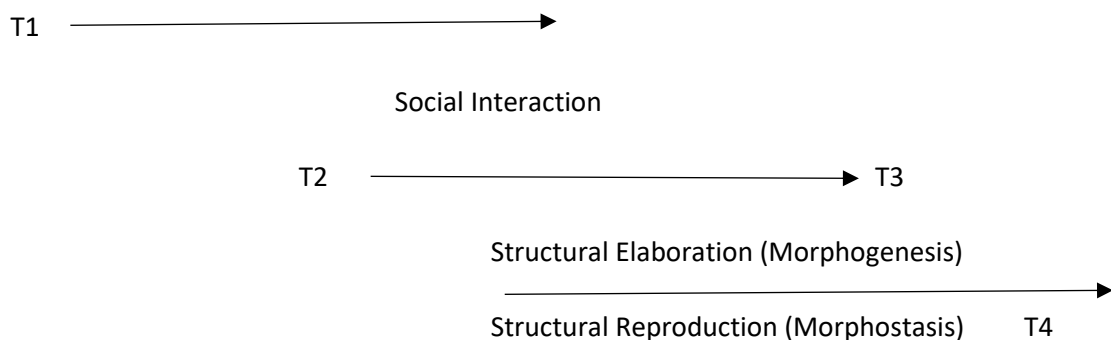 T1
Social Interaction
T2 T3
Structural Elaboration (Morphogenesis)
Structural Reproduction (Morphostasis) T4